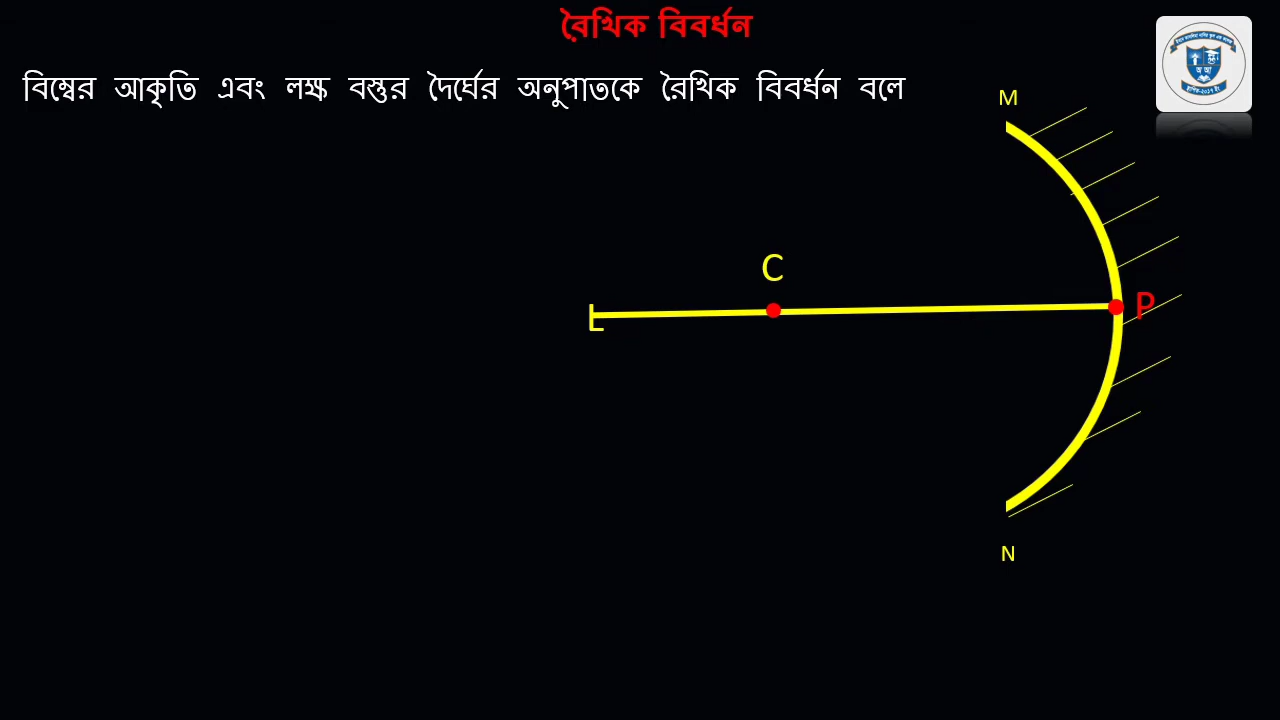 বৈখিক বিবর্ধন
বিম্বের আকৃতি এবং লক্ষ বস্তুর দৈর্ঘের অনুপাতকে রৈখিক বিবর্ধন বলে
M
C
L
P
N